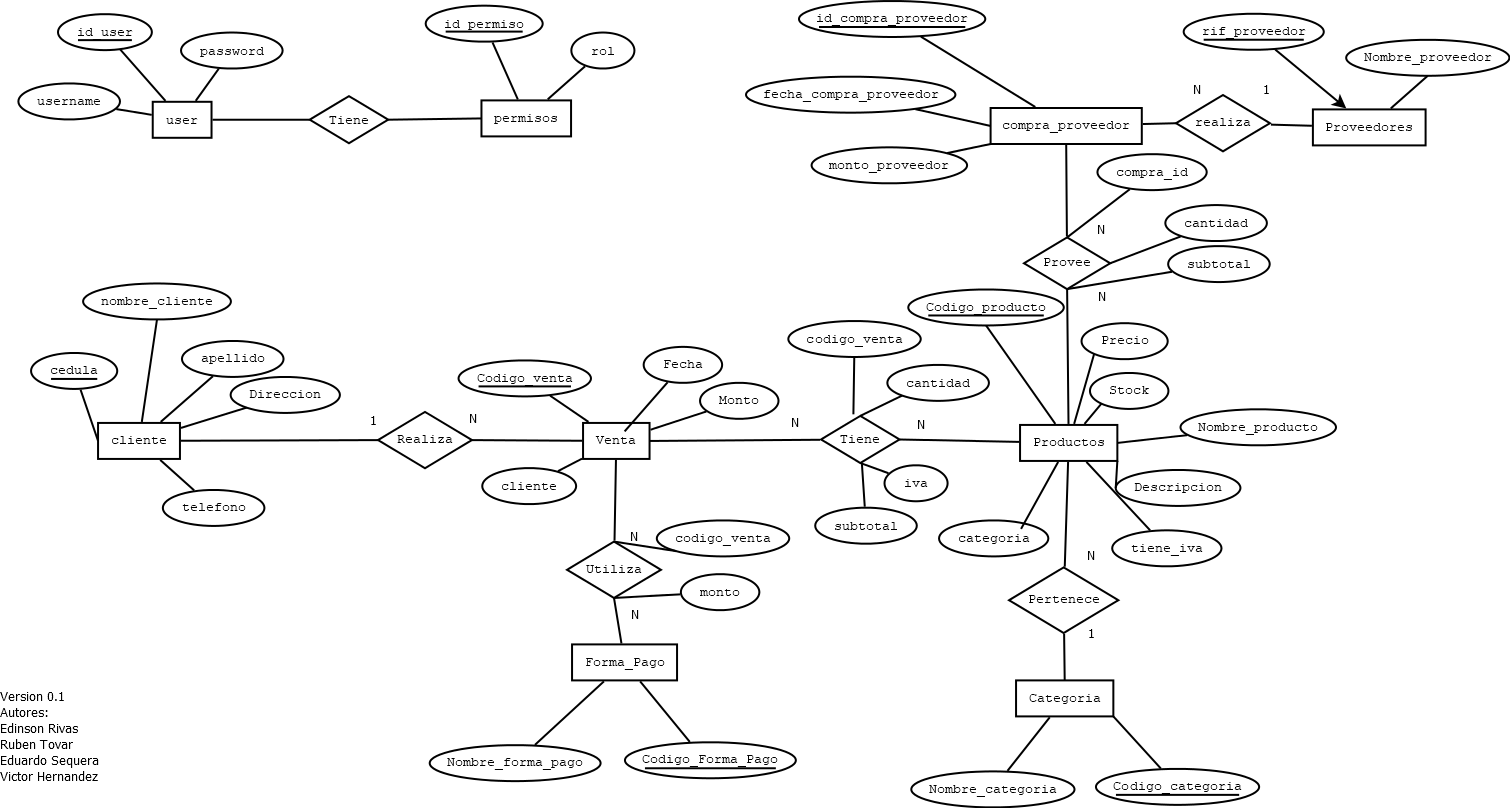 id_user
password
username
user
Tiene
id_permiso
rol
permisos
id_compra_proveedor
fecha_compra_proveedor
monto_proveedor
compra_proveedor
N
realiza
1
rif_proveedor
Nombre_proveedor
Proveedores
compra_id
N
cantidad
Provee
subtotal
N
nombre_cliente
cedula
apellido
Direccion
cliente
telefono
1
Realiza
N
Codigo_venta
Fecha
Monto
Venta
cliente
N
codigo_venta
cantidad
Tiene
N
iva
subtotal
Codigo_producto
Precio
Stock
Nombre_producto
Productos
Descripcion
categoria
tiene_iva
N
codigo_venta
Utiliza
monto
N
Forma_Pago
Nombre_forma_pago
Codigo_Forma_Pago
N
Pertenece
1
Categoria
Nombre_categoria
Codigo_categoria
Version 0.1
Autores:
Edinson Rivas
Ruben Tovar
Eduardo Sequera
Victor Hernandez